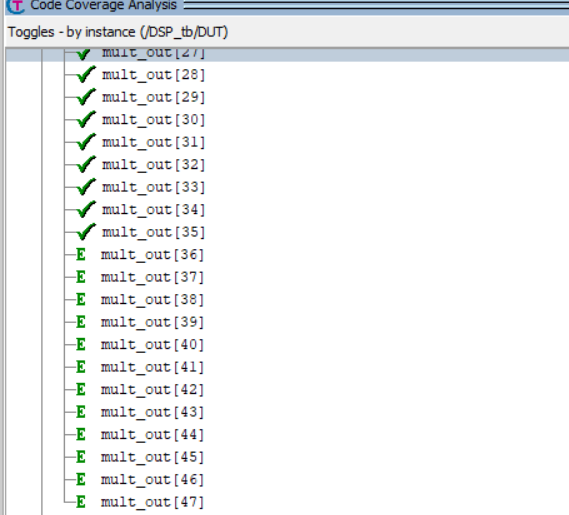 Code Coverage Analysis
Toggles - by instance (/DSP_tb/DUT)
mult_out[27]
mult_out[28]
mult_out[29]
mult_out[30]
mult_out[31]
mult_out[32]
mult_out[33]
mult_out[34]
mult_out[35]
E mult_out[36]
E mult_out[37]
E mult_out[38]
E mult_out[39]
E mult_out[40]
E mult_out[41]
E mult_out[42]
E mult_out[43]
E mult_out[44]
E mult_out[45]
E mult_out[46]
E mult_out[47]